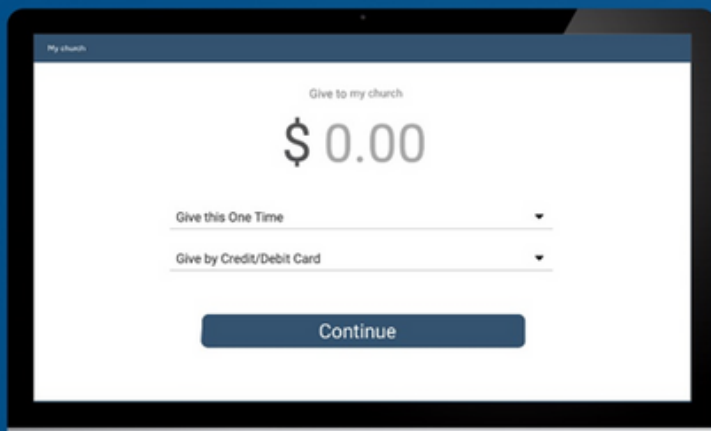 My church
Give to my church
$ 0.00
Give this One Time
Give by Credit/Debit Card
Continue